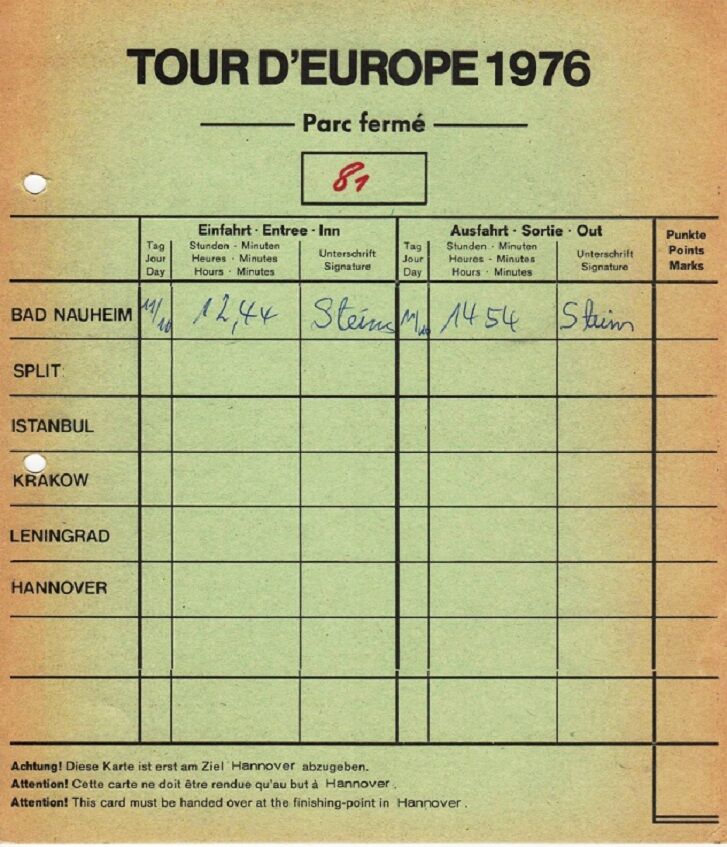 TOUR D'EUROPE 1976
Parc fermé
81
Einfahrt · Entree · Inn Ausfahrt · Sortie · Out Punkte Points Marks
Tag Jour Day Stunden - Minuten Heures · Minutes Hours · Minutes Unterschrift Signature Tag Jour Day Stunden - Minuten Heures · Minutes Hours · Minutes Unterschrift Signature
BAD NAUHEIM 12,44 1454
SPLIT
ISTANBUL
KRAKOW
LENINGRAD
HANNOVER
Achtung! Diese Karte ist erst am Ziel Hannover abzugeben.
Attention! Cette carte ne doit être rendue qu'au but à Hannover.
Attention! This card must be handed over at the finishing-point in Hannover.